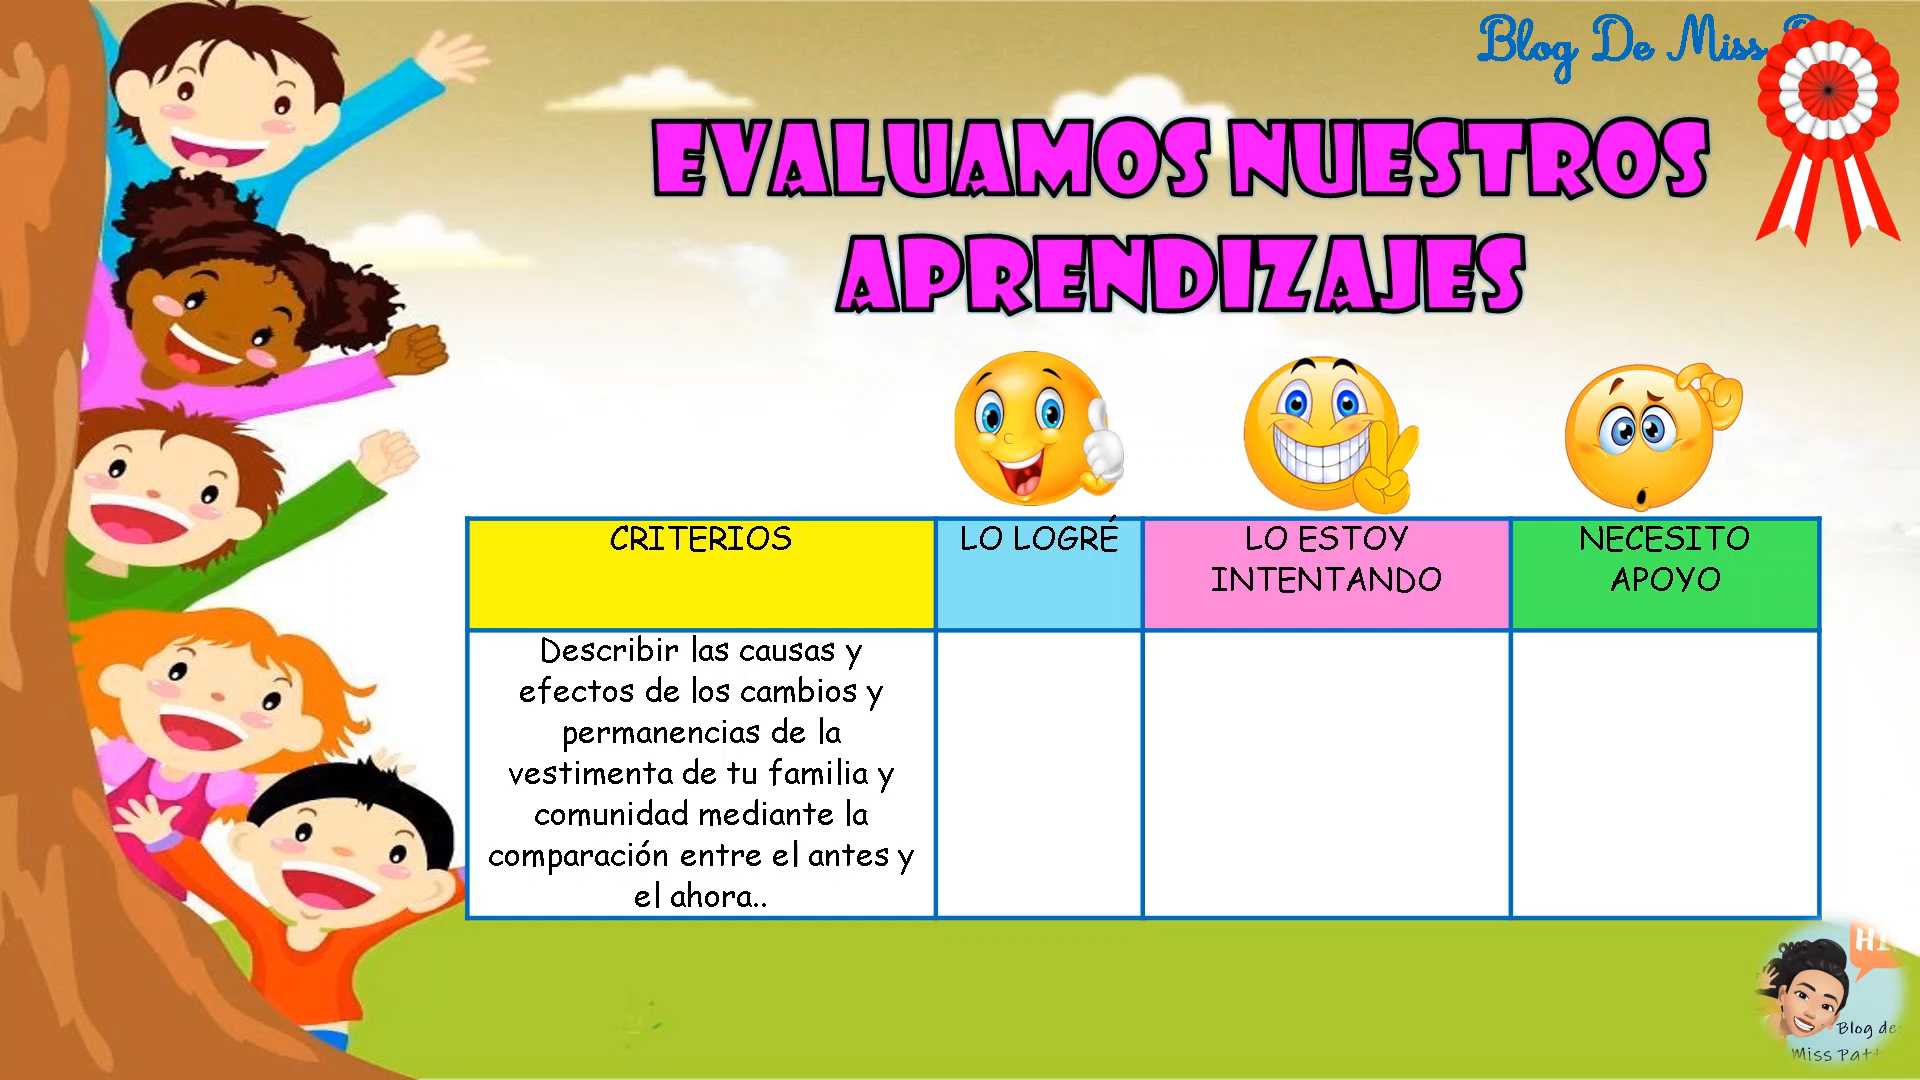 Blog De Miss
EVALUAMOS NUESTROS
APRENDIZAJES
CRITERIOS
LO LOGRÉ
LO ESTOY
INTENTANDO
NECESITO
APOYO
Describir las causas y
efectos de los cambios y
permanencias de la
vestimenta de tu familia y
comunidad mediante la
comparación entre el antes y
el ahora..
HI
Blog de
Miss Patt